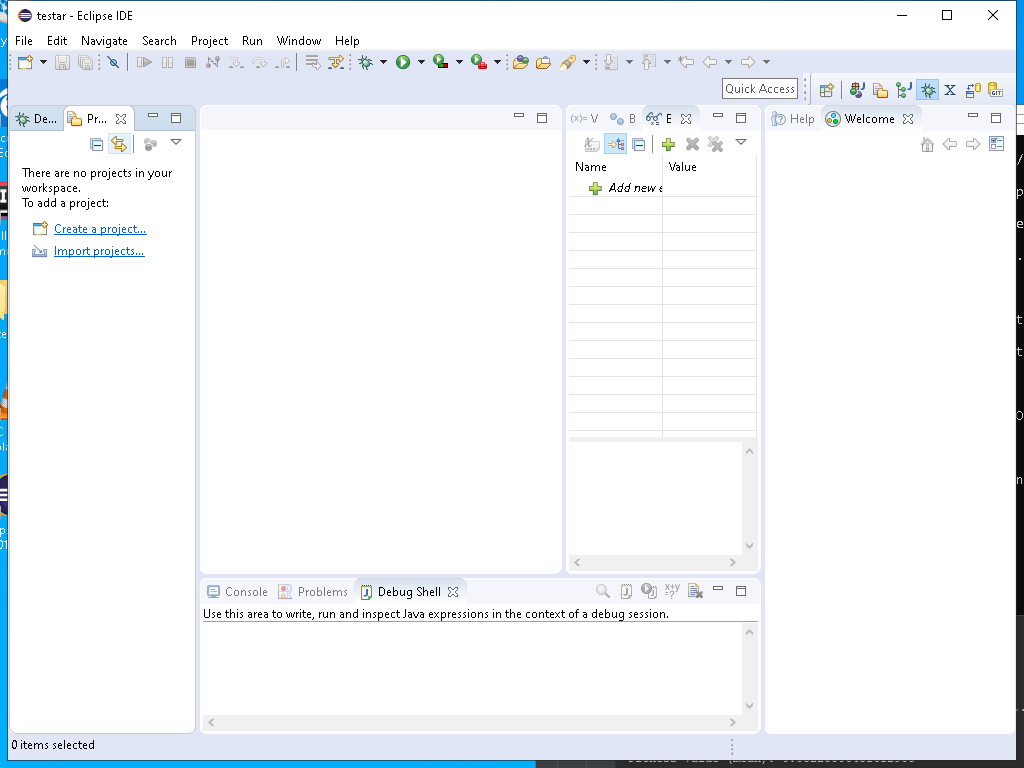 testar - Eclipse IDE
File Edit Navigate Search Project Run Window Help
Quick Access
De... Pr...
(x)= V B E
Help Welcome
Name Value
Add new e
There are no projects in your
workspace.
To add a project:
Create a project...
Import projects...
Console Problems Debug Shell
Use this area to write, run and inspect Java expressions in the context of a debug session.
0 items selected